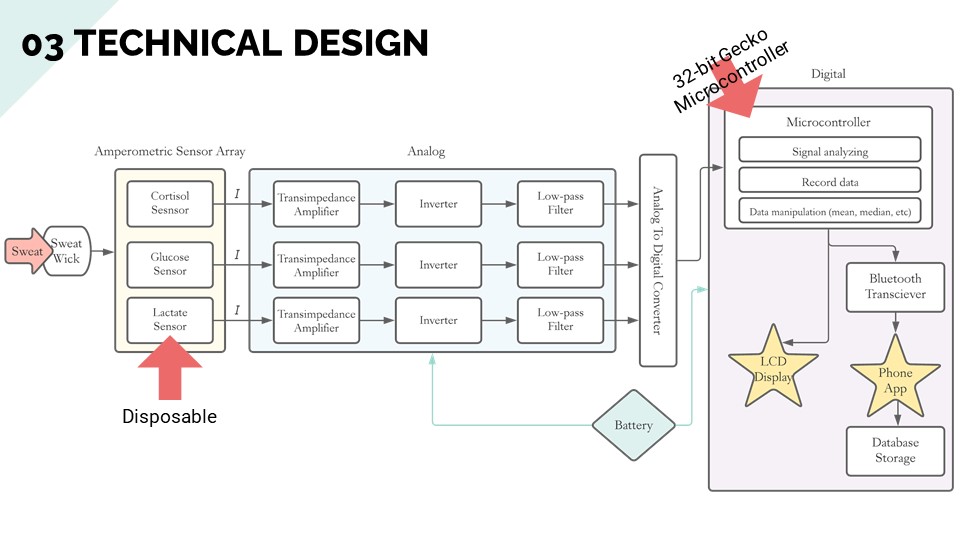 03 TECHNICAL DESIGN
32-bit Gecko
Microcontroller
Digital
Microcontroller
Signal analyzing
Record data
Data manipulation (mean, median, etc)
Amperometric Sensor Array
Analog
Sweat
Sweat
Wick
Cortisol
Sesnsor
I
Transimpedance
Amplifier
Inverter
Low-pass
Filter
Glucose
Sensor
I
Transimpedance
Amplifier
Inverter
Low-pass
Filter
Lactate
Sensor
I
Transimpedance
Amplifier
Inverter
Low-pass
Filter
Analog To Digital Converter
Bluetooth
Transciever
LCD
Display
Phone
App
Database
Storage
Disposable
Battery